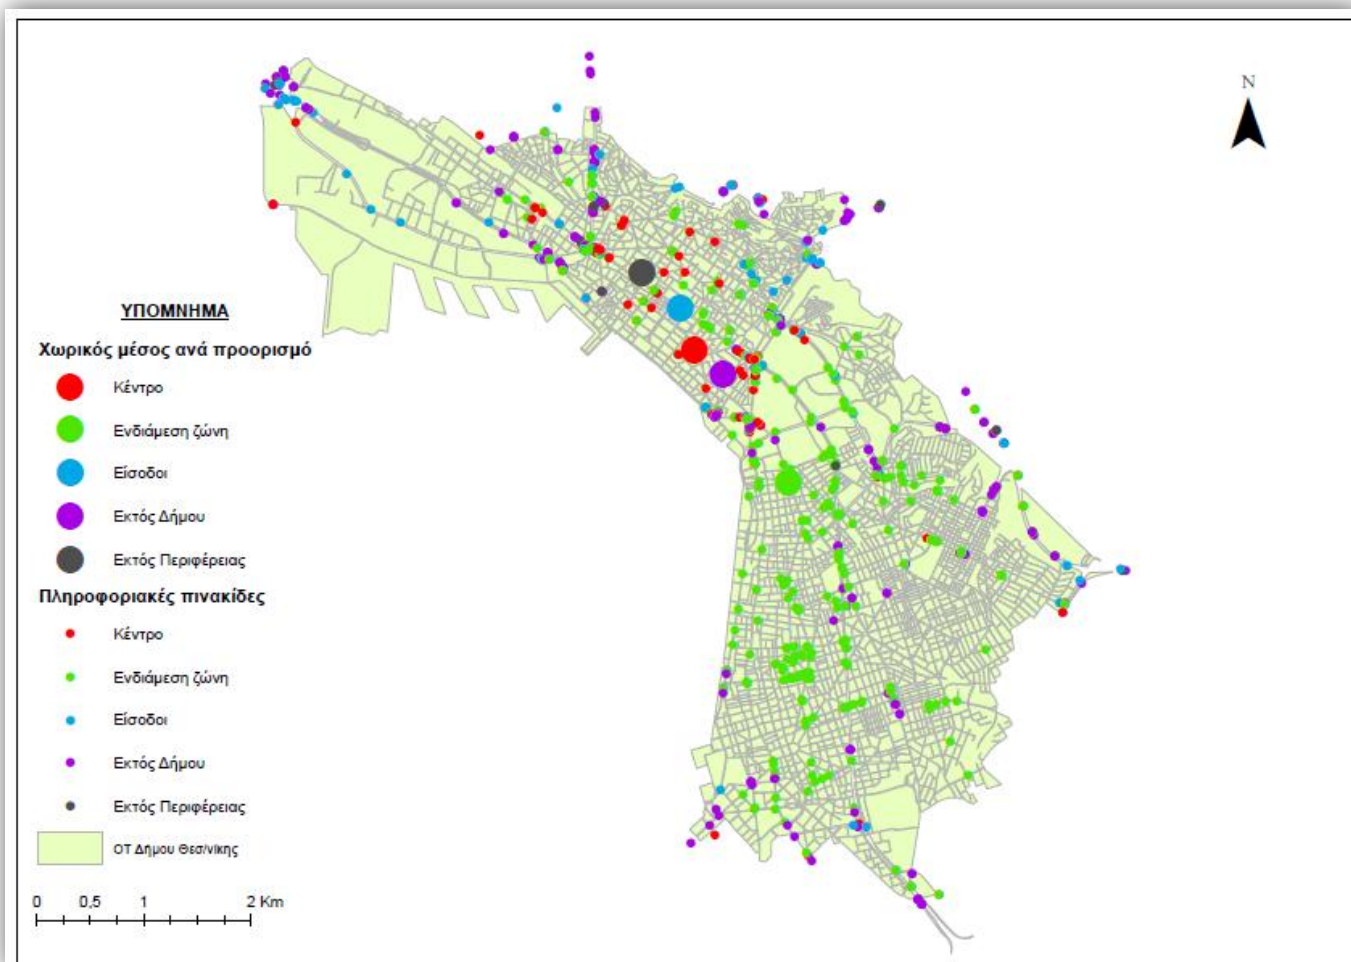 N
ΥΠΟΜΝΗΜΑ
Χωρικός μέσος ανά προορισμό
Κέντρο
Ενδιάμεση ζώνη
Είσοδοι
Εκτός Δήμου
Εκτός Περιφέρειας
Πληροφοριακές πινακίδες
Κέντρο
Ενδιάμεση ζώνη
Είσοδοι
Εκτός Δήμου
Εκτός Περιφέρειας
ΟΤ Δήμου Θεσ/νίκης
0 0,5 1 2 Km